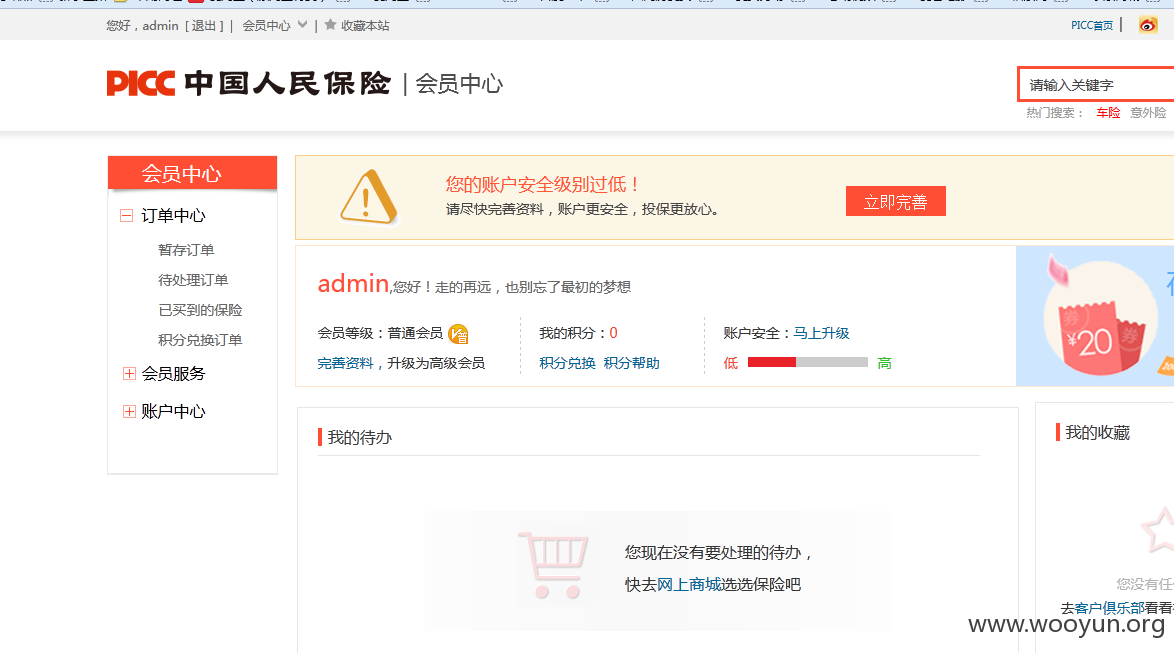 您好，admin [ 退出 ] | 会员中心 | 收藏本站
PICC首页 |
PICC 中国人民保险 | 会员中心
请输入关键字
热门搜索： 车险 意外险
会员中心
订单中心
暂存订单
待处理订单
已买到的保险
积分兑换订单
会员服务
账户中心
您的账户安全级别过低！
请尽快完善资料，账户更安全，投保更放心。
立即完善
admin,您好！走的再远，也别忘了最初的梦想
会员等级：普通会员 V普
完善资料，升级为高级会员
我的积分：0
积分兑换 积分帮助
账户安全：马上升级
低 高
券 券
¥20
我的待办
您现在没有要处理的待办，
快去网上商城选选保险吧
我的收藏
您没有任
去客户俱乐部看看
www.wooyun.org